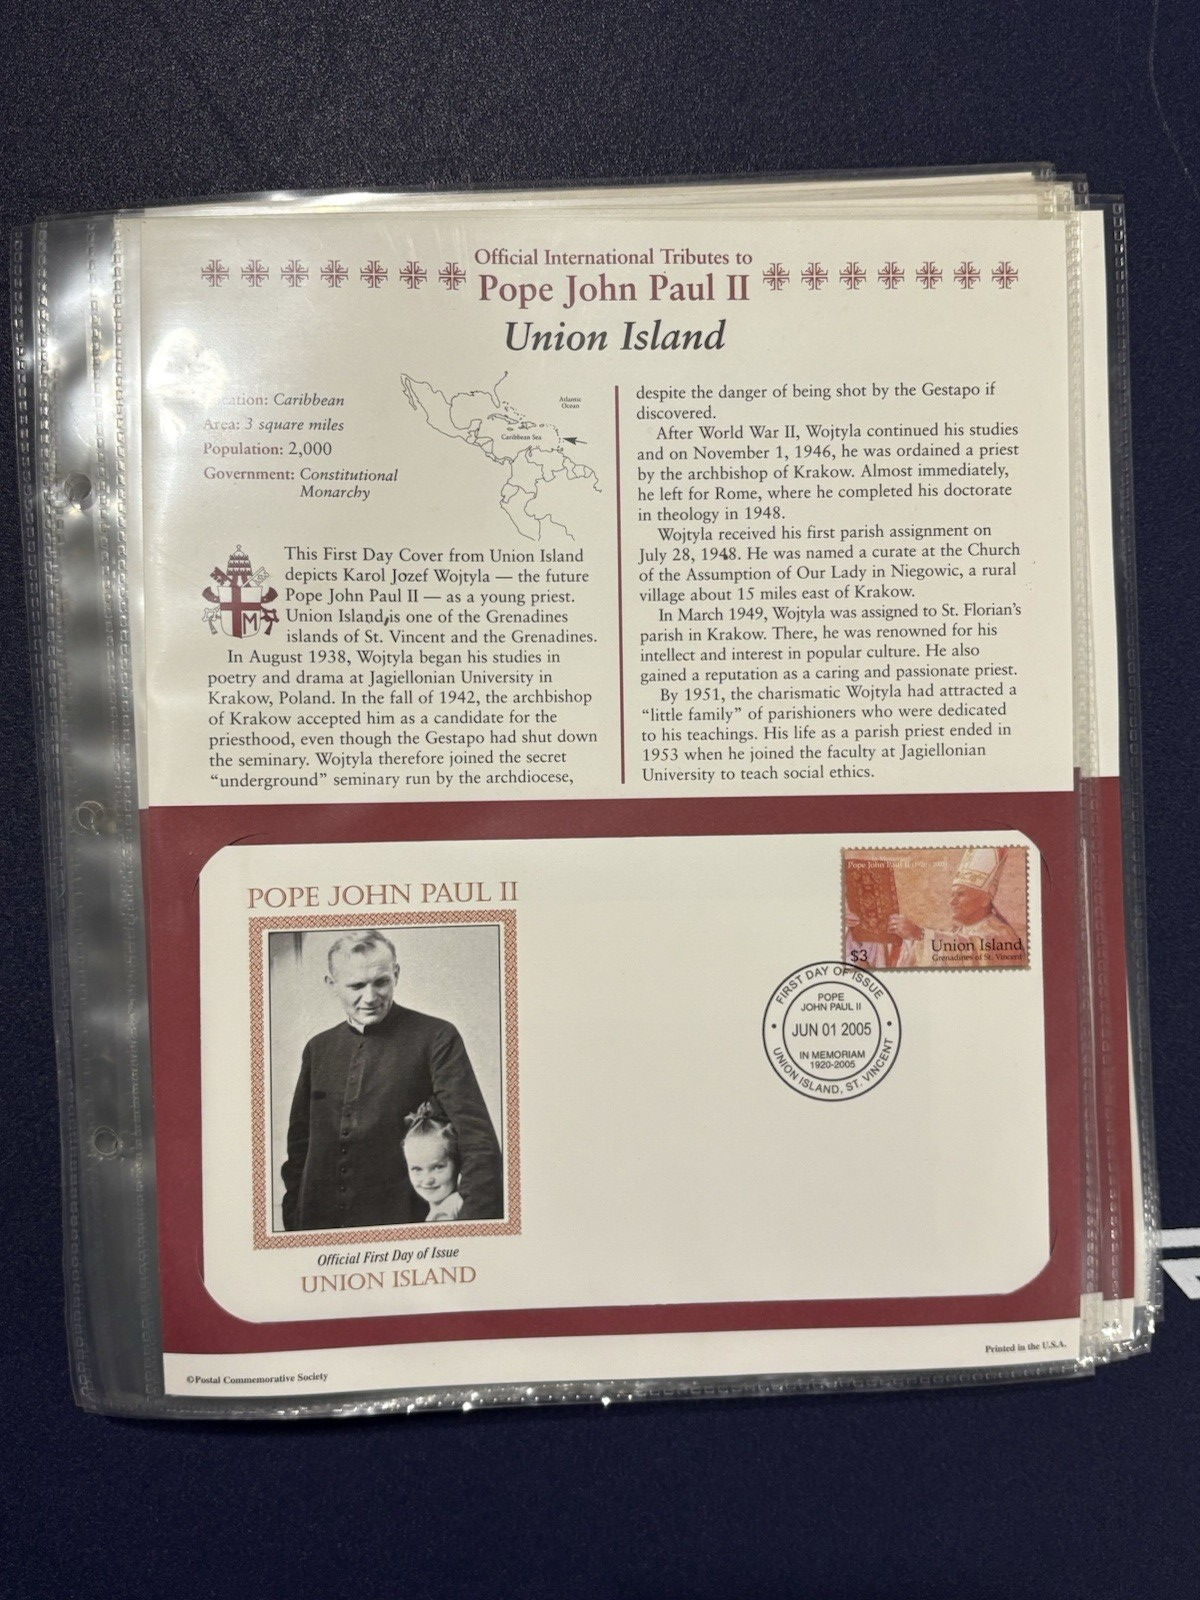 Official International Tributes to
Pope John Paul II
Union Island
Location: Caribbean
Area: 3 square miles
Population: 2,000
Government: Constitutional
Monarchy
Atlantic
Ocean
Caribbean Sea
This First Day Cover from Union Island
depicts Karol Jozef Wojtyla — the future
Pope John Paul II — as a young priest.
Union Island is one of the Grenadines
islands of St. Vincent and the Grenadines.
In August 1938, Wojtyla began his studies in
poetry and drama at Jagiellonian University in
Krakow, Poland. In the fall of 1942, the archbishop
of Krakow accepted him as a candidate for the
priesthood, even though the Gestapo had shut down
the seminary. Wojtyla therefore joined the secret
“underground” seminary run by the archdiocese,
despite the danger of being shot by the Gestapo if
discovered.
After World War II, Wojtyla continued his studies
and on November 1, 1946, he was ordained a priest
by the archbishop of Krakow. Almost immediately,
he left for Rome, where he completed his doctorate
in theology in 1948.
Wojtyla received his first parish assignment on
July 28, 1948. He was named a curate at the Church
of the Assumption of Our Lady in Niegowic, a rural
village about 15 miles east of Krakow.
In March 1949, Wojtyla was assigned to St. Florian’s
parish in Krakow. There, he was renowned for his
intellect and interest in popular culture. He also
gained a reputation as a caring and passionate priest.
By 1951, the charismatic Wojtyla had attracted a
“little family” of parishioners who were dedicated
to his teachings. His life as a parish priest ended in
1953 when he joined the faculty at Jagiellonian
University to teach social ethics.
M
POPE JOHN PAUL II
Official First Day of Issue
UNION ISLAND
In Memoriam
Pope John Paul II
$3
Union Island
Grenadines of St. Vincent
FIRST DAY OF ISSUE
POPE
JOHN PAUL II
JUN 01 2005
IN MEMORIAM
1920-2005
UNION ISLAND, ST. VINCENT
©Postal Commemorative Society
Printed in the U.S.A.